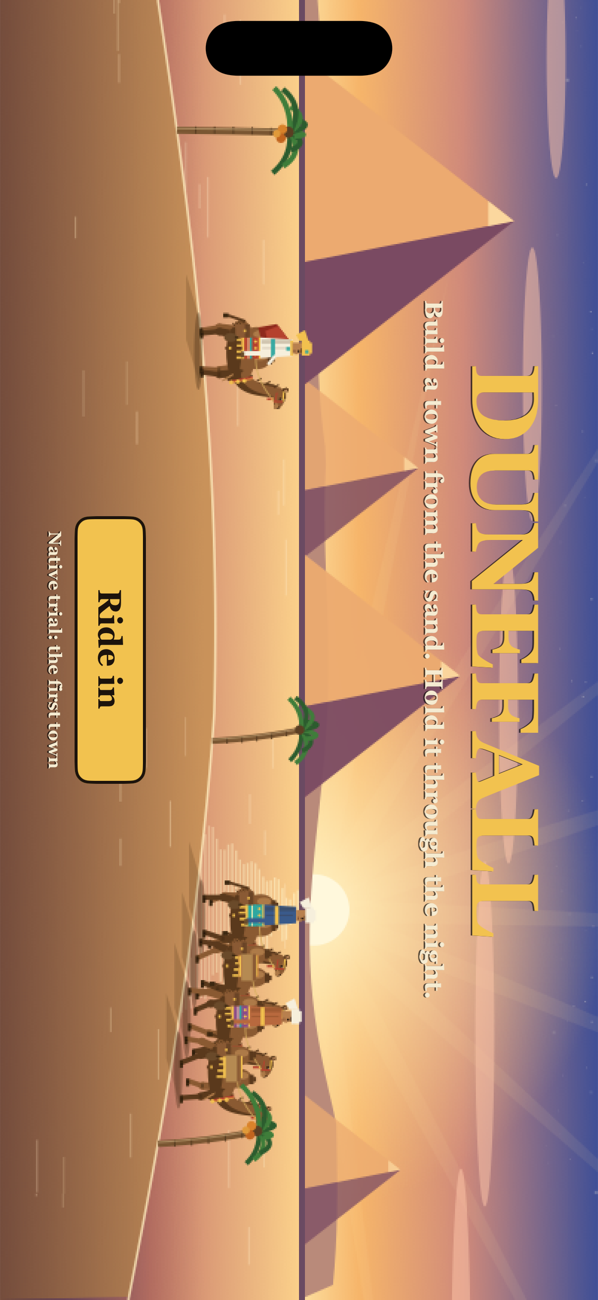 DUNEFALL
Build a town from the sand. Hold it through the night.
Ride in
Native trial: the first town